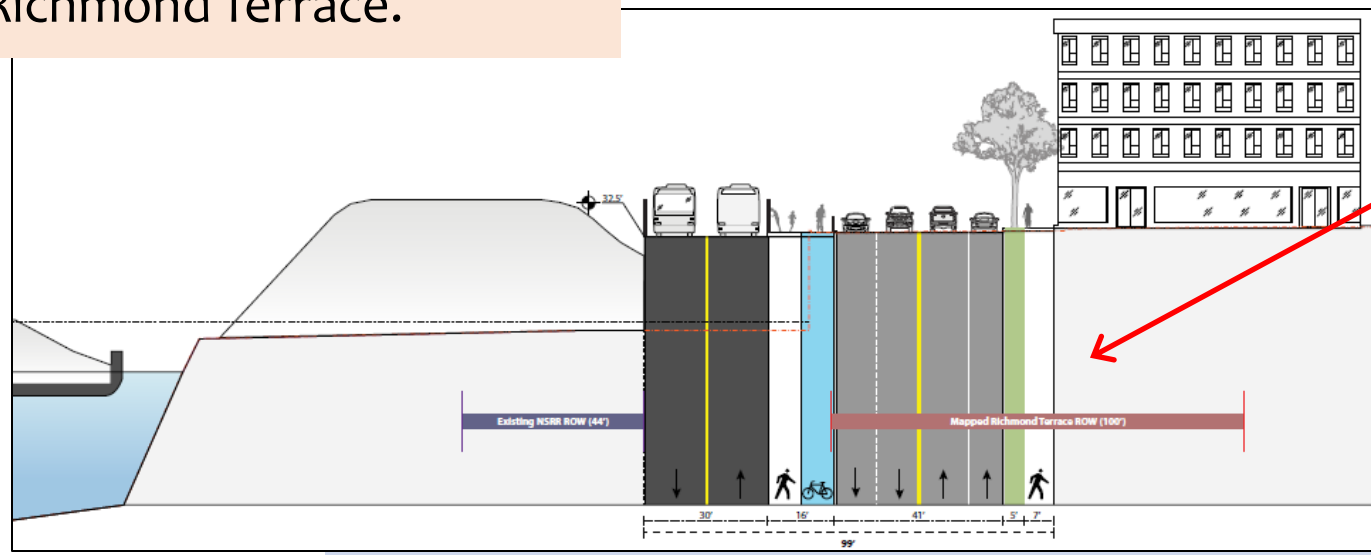 Richmond Terrace.
32.5'
Existing NSRR ROW (44')
Mapped Richmond Terrace ROW (100')
30'
16'
41'
5'
7'
99'